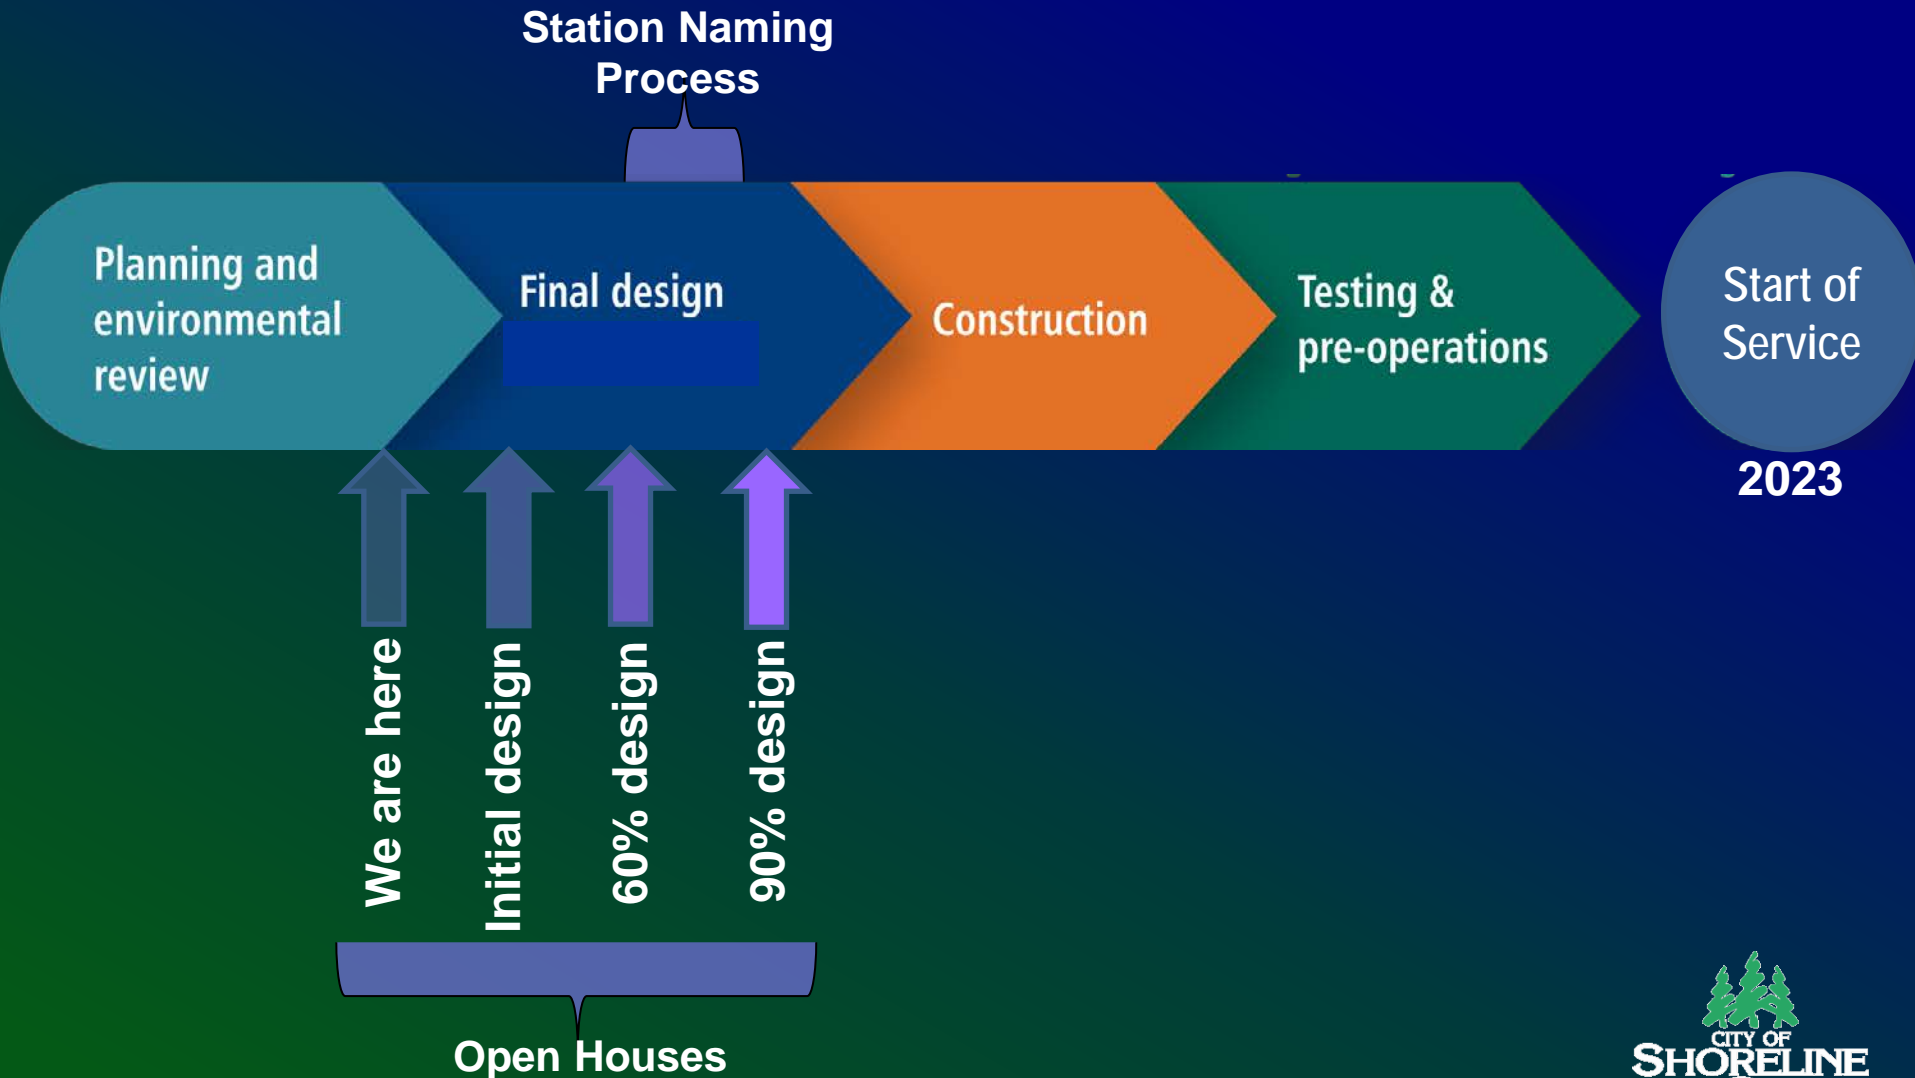 Station Naming
Process
Planning and
environmental
review
Final design
Construction
Testing &
pre-operations
Start of
Service
2023
We are here
Initial design
60% design
90% design
Open Houses
CITY OF
SHORELINE